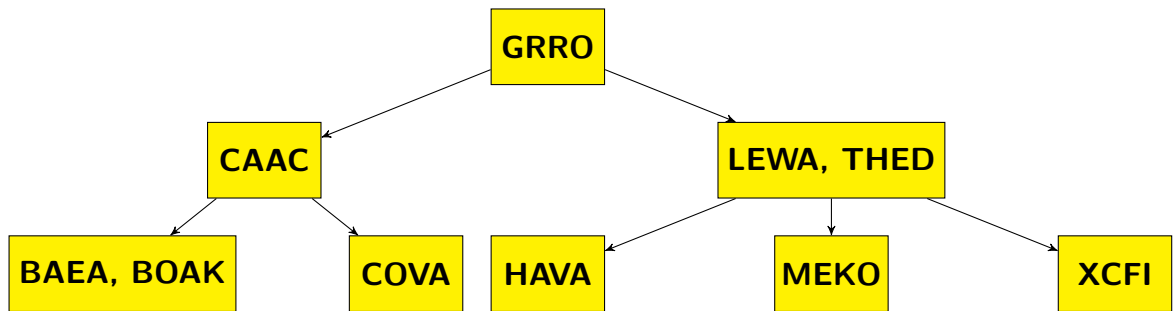 GRRO
CAAC
LEWA, THED
BAEA, BOAK
COVA
HAVA
MEKO
XCFI